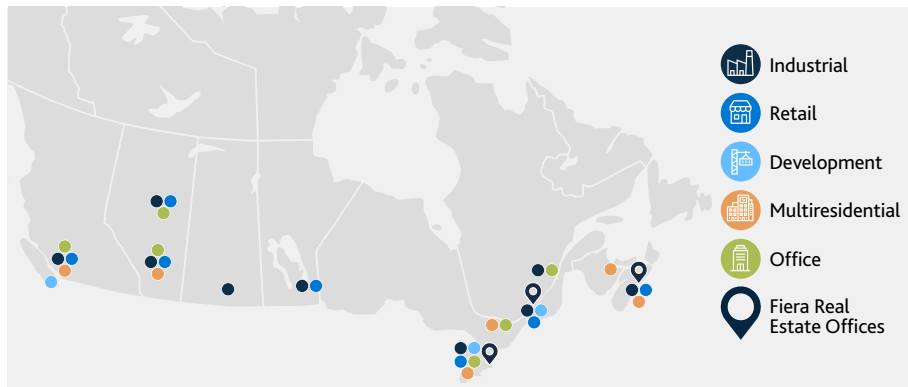 Industrial
Retail
Development
Multiresidential
Office
Fiera Real
Estate Offices